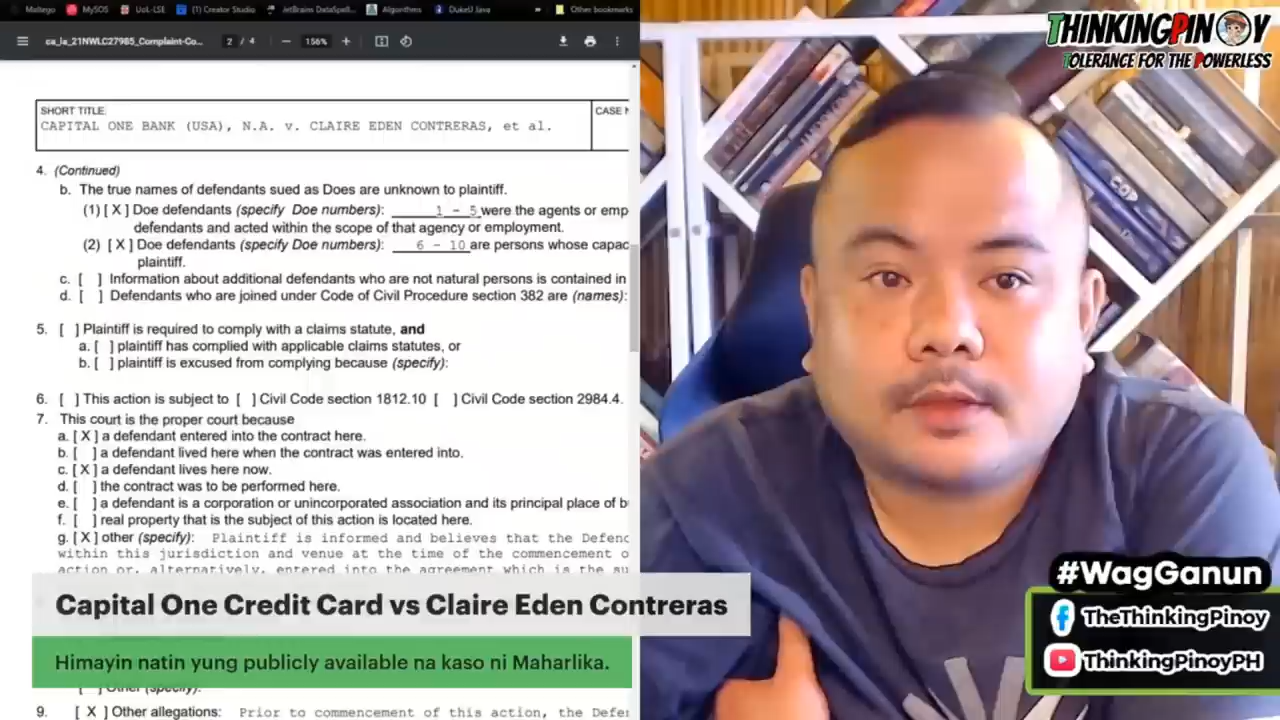 Maltego MySOS UoL-LSE (1) Creator Studio JetBrains DataSpell... Algorithms DukeU Java » Other bookmarks
ca_la_21NWLC27985_Complaint-Co... 2 / 4 156%
SHORT TITLE:
CAPITAL ONE BANK (USA), N.A. v. CLAIRE EDEN CONTRERAS, et al.
CASE
4. (Continued)
b. The true names of defendants sued as Does are unknown to plaintiff.
(1) [ X ] Doe defendants (specify Doe numbers): 1 - 5 were the agents or emp
defendants and acted within the scope of that agency or employment.
(2) [ X ] Doe defendants (specify Doe numbers): 6 - 10 are persons whose capac
plaintiff.
c. [ ] Information about additional defendants who are not natural persons is contained in
d. [ ] Defendants who are joined under Code of Civil Procedure section 382 are (names):
5. [ ] Plaintiff is required to comply with a claims statute, and
a. [ ] plaintiff has complied with applicable claims statutes, or
b. [ ] plaintiff is excused from complying because (specify):
6. [ ] This action is subject to [ ] Civil Code section 1812.10 [ ] Civil Code section 2984.4.
7. This court is the proper court because
a. [ X ] a defendant entered into the contract here.
b. [ ] a defendant lived here when the contract was entered into.
c. [ X ] a defendant lives here now.
d. [ ] the contract was to be performed here.
e. [ ] a defendant is a corporation or unincorporated association and its principal place of b
f. [ ] real property that is the subject of this action is located here.
g. [ X ] other (specify): Plaintiff is informed and believes that the Defend
within this jurisdiction and venue at the time of the commencement o
action or, alternatively, entered into the agreement which is the su
Capital One Credit Card vs Claire Eden Contreras
Himayin natin yung publicly available na kaso ni Maharlika.
[ ] Other (specify):
9. [ X ] Other allegations: Prior to commencement of this action, the Defen
THINKINGPINOY
TOLERANCE FOR THE POWERLESS
#WagGanun
TheThinkingPinoy
ThinkingPinoyPH